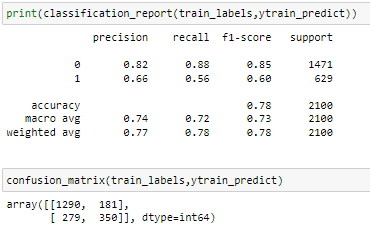 print(classification_report(train_labels,ytrain_predict))
precision recall f1-score support
0 0.82 0.88 0.85 1471
1 0.66 0.56 0.60 629
accuracy 0.78 2100
macro avg 0.74 0.72 0.73 2100
weighted avg 0.77 0.78 0.78 2100
confusion_matrix(train_labels,ytrain_predict)
array([[1290, 181],
[ 279, 350]], dtype=int64)